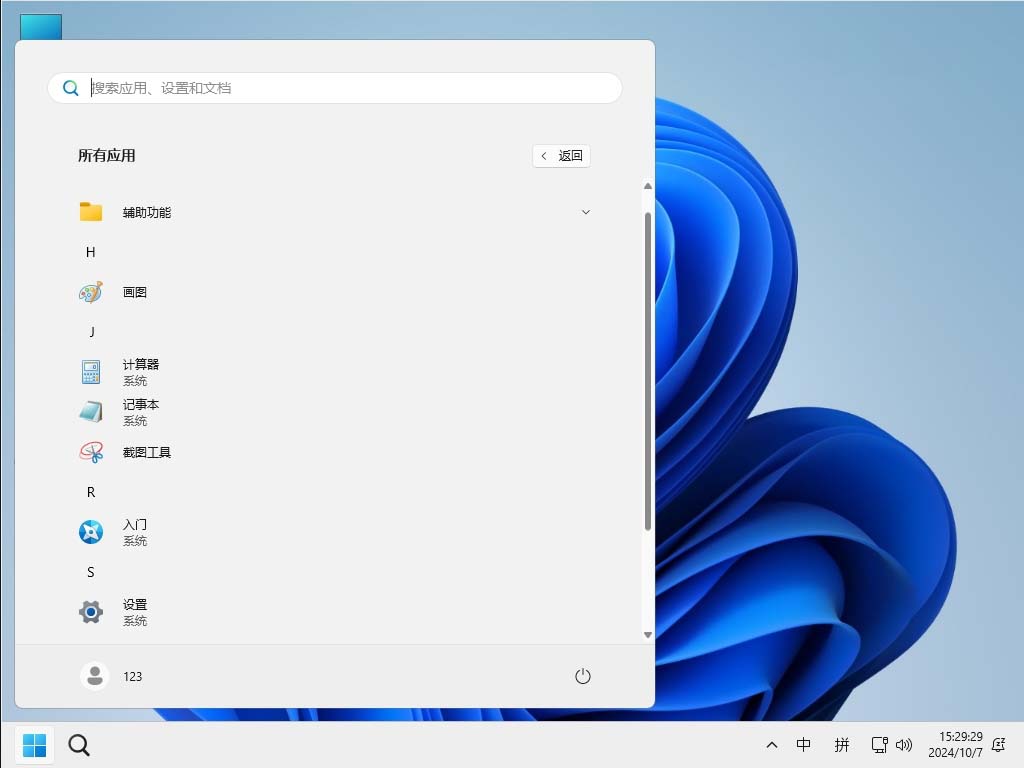 搜索应用、设置和文档
所有应用
返回
辅助功能
H
画图
J
计算器
系统
记事本
系统
截图工具
R
入门
系统
S
设置
系统
123
中
拼
15:29:29
2024/10/7